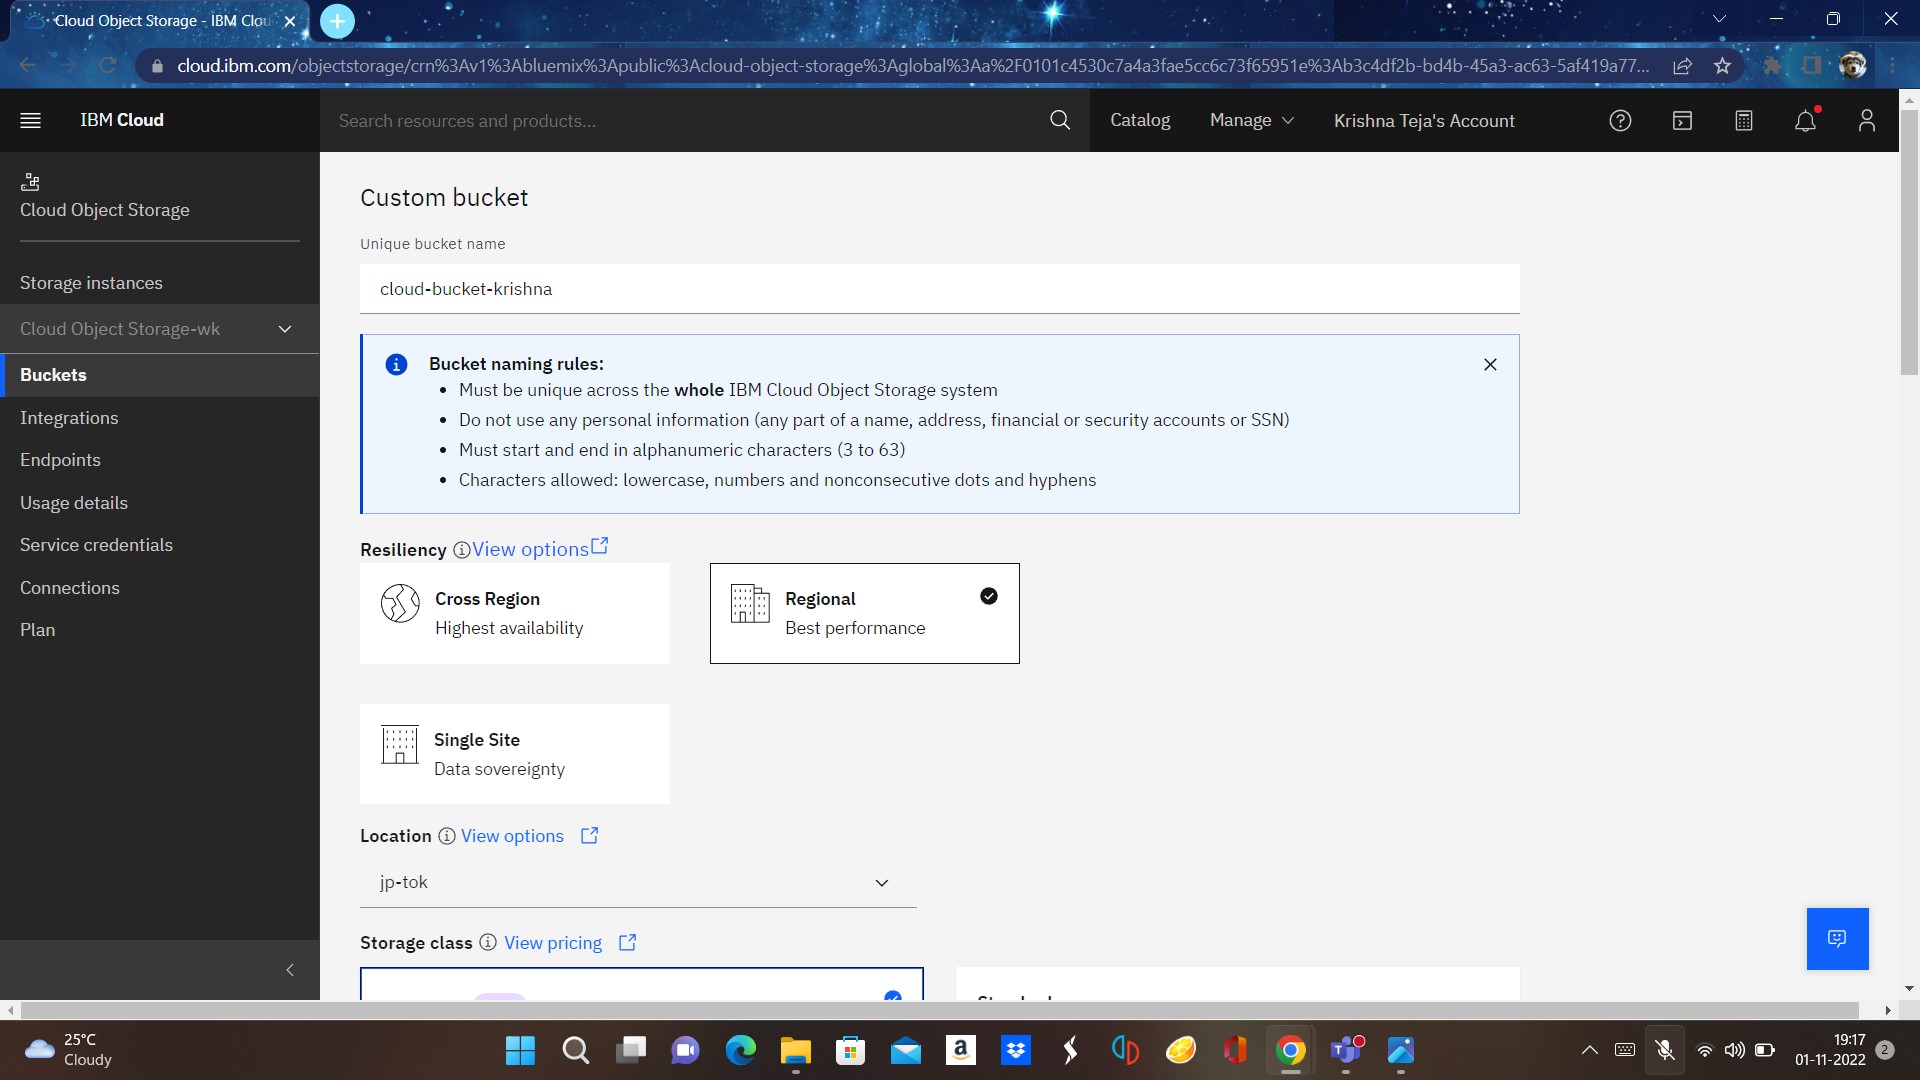 Cloud Object Storage - IBM Clou
cloud.ibm.com/objectstorage/crn%3Av1%3Abluemix%3Apublic%3Acloud-object-storage%3Aglobal%3Aa%2F0101c4530c7a4a3fae5cc6c73f65951e%3Ab3c4df2b-bd4b-45a3-ac63-5af419a77...
IBM Cloud
Search resources and products...
Catalog
Manage
Krishna Teja's Account
Cloud Object Storage
Storage instances
Cloud Object Storage-wk
Buckets
Integrations
Endpoints
Usage details
Service credentials
Connections
Plan
Custom bucket
Unique bucket name
cloud-bucket-krishna
Bucket naming rules:
• Must be unique across the whole IBM Cloud Object Storage system
• Do not use any personal information (any part of a name, address, financial or security accounts or SSN)
• Must start and end in alphanumeric characters (3 to 63)
• Characters allowed: lowercase, numbers and nonconsecutive dots and hyphens
Resiliency View options
Cross Region
Highest availability
Regional
Best performance
Single Site
Data sovereignty
Location View options
jp-tok
Storage class View pricing
25°C
Cloudy
19:17
01-11-2022
2